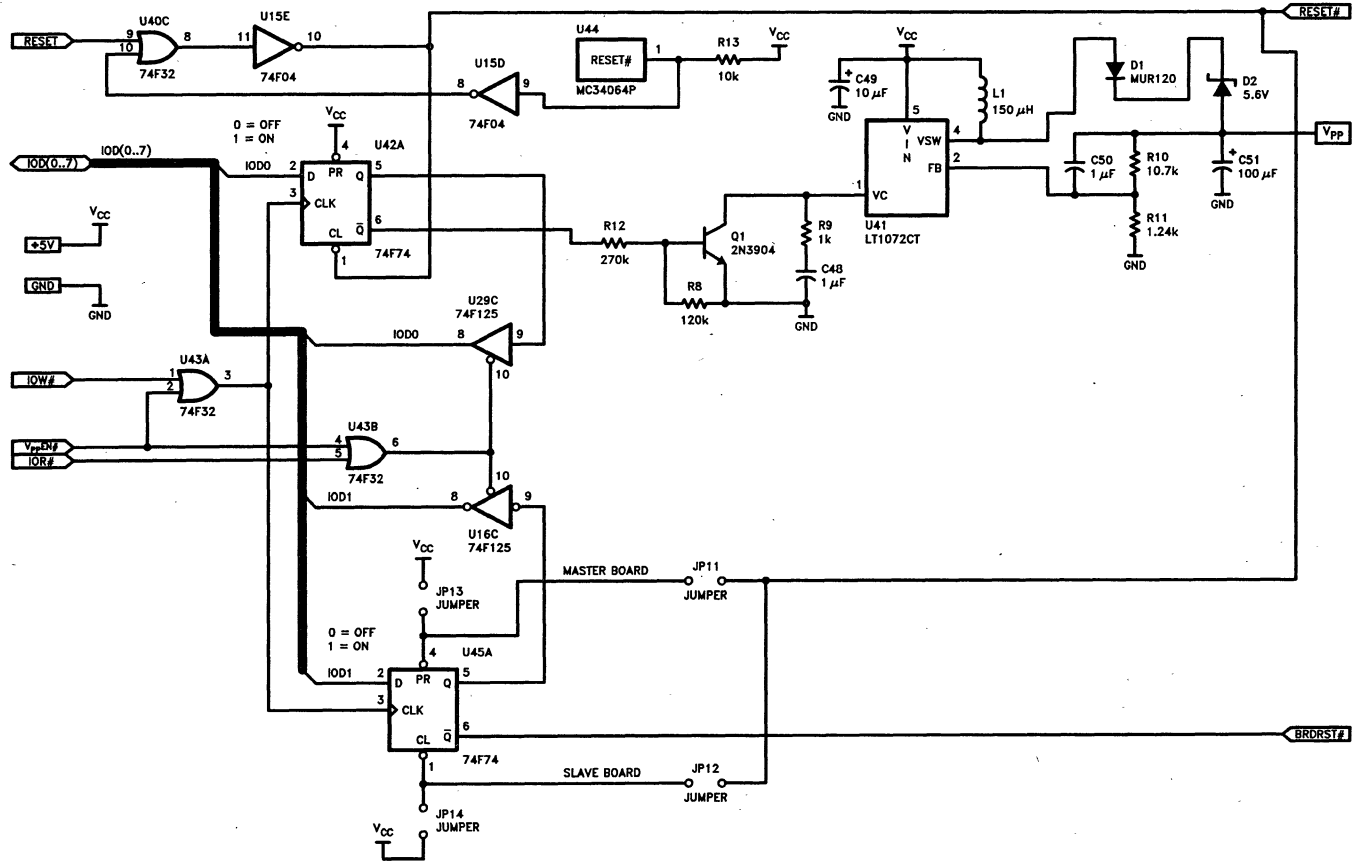 RESET
9
10
U40C
8
74F32
11
U15E
10
74F04
RESET#
U44
RESET#
MC34064P
1
R13
10k
VCC
U15D
8
9
74F04
VCC
C49
10 µF
GND
5
L1
150 µH
D1
MUR120
D2
5.6V
VPP
0 = OFF
1 = ON
VCC
4
U42A
IOD(0..7)
IOD(0..7)
IOD0
2
D
PR
Q
5
3
CLK
CL
Q
6
1
74F74
V
I
N
VSW
4
FB
2
1
VC
U41
LT1072CT
C50
1 µF
R10
10.7k
C51
100 µF
GND
R11
1.24k
GND
VCC
+5V
GND
GND
R12
270k
Q1
2N3904
R9
1k
C48
1 µF
R8
120k
GND
U29C
74F125
IOD0
8
9
10
IOW#
1
2
U43A
3
74F32
VPPEN#
IOR#
4
5
U43B
6
74F32
IOD1
8
10
9
U16C
74F125
VCC
JP13
JUMPER
MASTER BOARD
JP11
JUMPER
0 = OFF
1 = ON
4
U45A
IOD1
2
D
PR
Q
5
3
CLK
CL
Q
6
1
74F74
BRDRST#
SLAVE BOARD
JP12
JUMPER
JP14
JUMPER
VCC